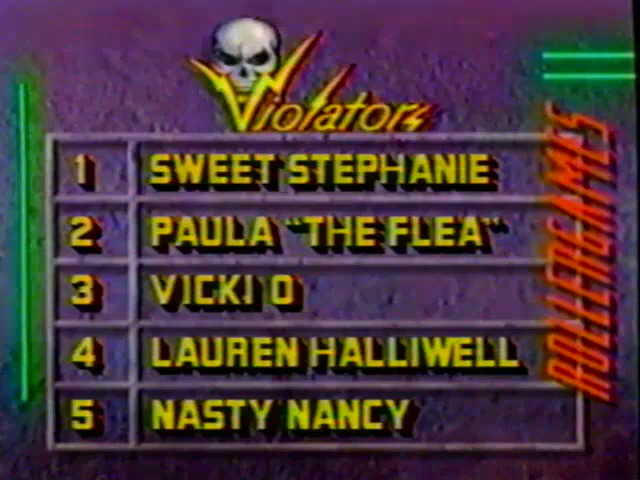 Violators
1 SWEET STEPHANIE
2 PAULA "THE FLEA"
3 VICKI O
4 LAUREN HALLIWELL
5 NASTY NANCY
ROLLERGAMES